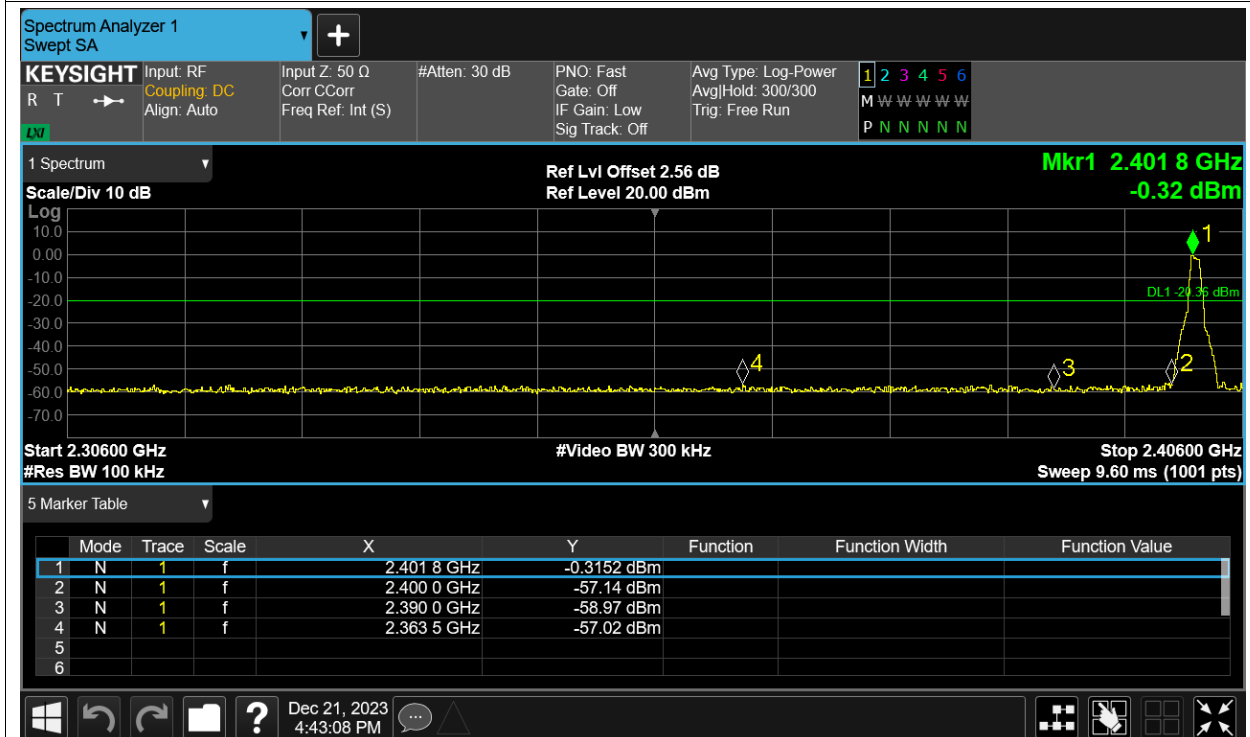 Spectrum Analyzer 1
Swept SA
+
KEYSIGHT Input: RF Input Z: 50 Ω #Atten: 30 dB PNO: Fast Avg Type: Log-Power 1 2 3 4 5 6
R T Coupling: DC Corr CCorr Gate: Off Avg|Hold: 300/300 M W W W W W W
Align: Auto Freq Ref: Int (S) IF Gain: Low Trig: Free Run
LXI Sig Track: Off P N N N N N N
1 Spectrum
Ref Lvl Offset 2.56 dB Mkr1 2.401 8 GHz
Scale/Div 10 dB Ref Level 20.00 dBm -0.32 dBm
Log
10.0
1
0.00
-10.0
DL1 -20.36 dBm
-20.0
-30.0
-40.0
4 3 2
-50.0
-60.0
-70.0
Start 2.30600 GHz #Video BW 300 kHz Stop 2.40600 GHz
#Res BW 100 kHz Sweep 9.60 ms (1001 pts)
5 Marker Table
Mode Trace Scale X Y Function Function Width Function Value
1 N 1 f 2.401 8 GHz -0.3152 dBm
2 N 1 f 2.400 0 GHz -57.14 dBm
3 N 1 f 2.390 0 GHz -58.97 dBm
4 N 1 f 2.363 5 GHz -57.02 dBm
5
6
?
Dec 21, 2023
4:43:08 PM